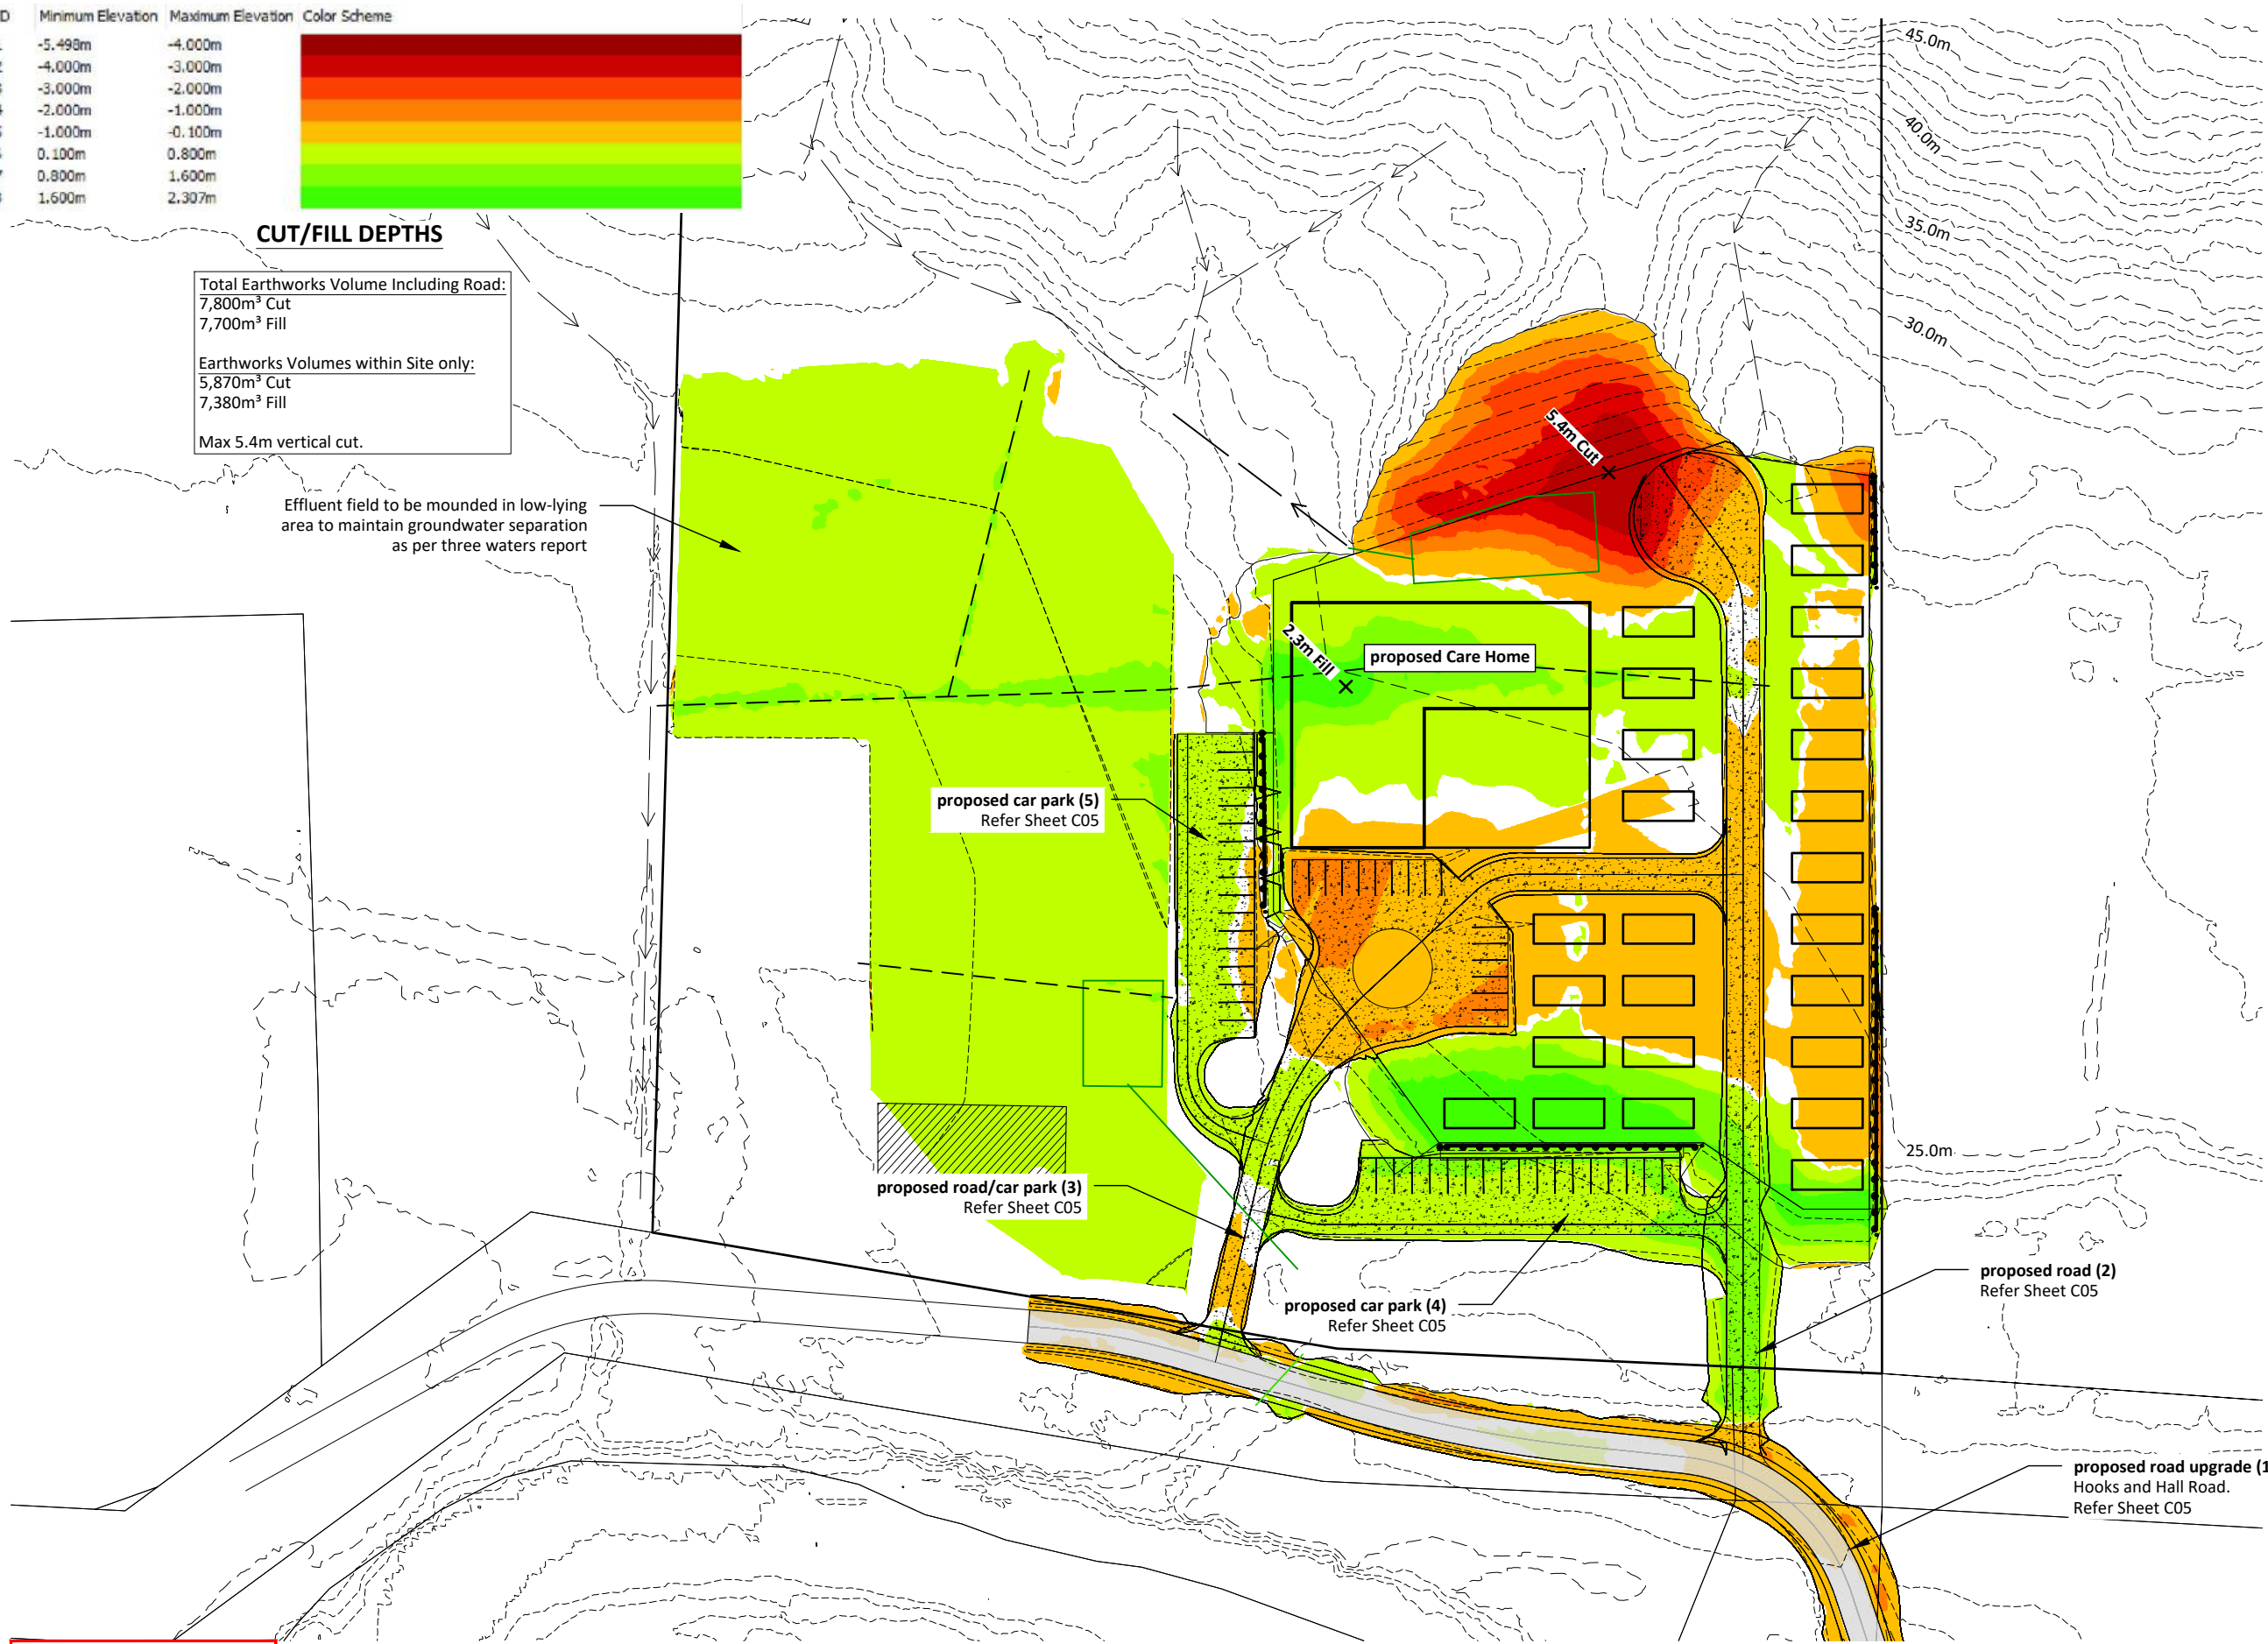 D Minimum Elevation Maximum Elevation Color Scheme
-5.498m -4.000m
-4.000m -3.000m
-3.000m -2.000m
-2.000m -1.000m
-1.000m -0.100m
0.100m 0.800m
0.800m 1.600m
1.600m 2.307m
CUT/FILL DEPTHS
Total Earthworks Volume Including Road:
7,800m³ Cut
7,700m³ Fill
Earthworks Volumes within Site only:
5,870m³ Cut
7,380m³ Fill
Max 5.4m vertical cut.
Effluent field to be mounded in low-lying
area to maintain groundwater separation
as per three waters report
45.0m
40.0m
35.0m
30.0m
5.4m Cut
2.3m Fill
proposed Care Home
proposed car park (5)
Refer Sheet C05
25.0m
proposed road/car park (3)
Refer Sheet C05
proposed car park (4)
Refer Sheet C05
proposed road (2)
Refer Sheet C05
proposed road upgrade (1
Hooks and Hall Road.
Refer Sheet C05